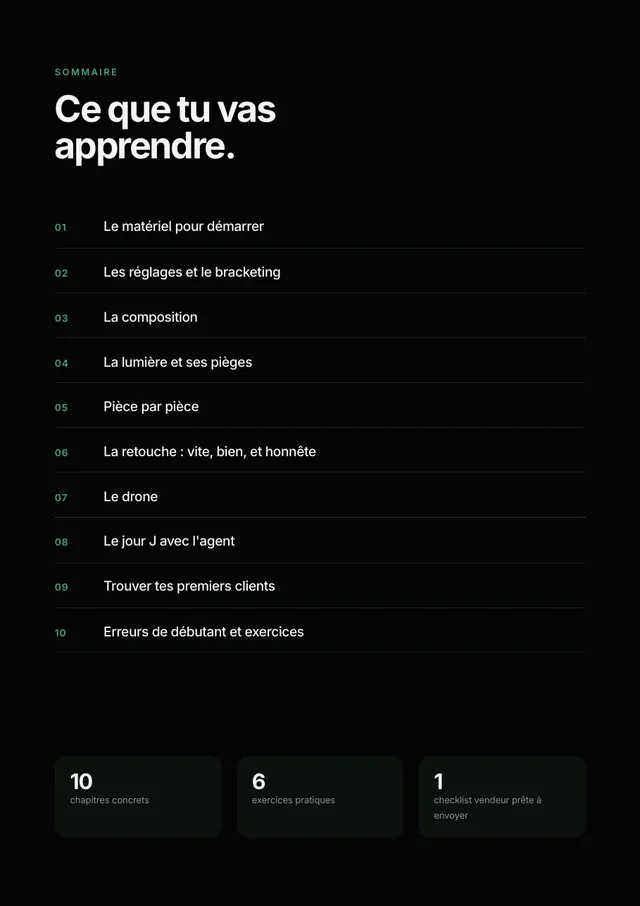 SOMMAIRE
Ce que tu vas
apprendre.
01 Le matériel pour démarrer
02 Les réglages et le bracketing
03 La composition
04 La lumière et ses pièges
05 Pièce par pièce
06 La retouche : vite, bien, et honnête
07 Le drone
08 Le jour J avec l'agent
09 Trouver tes premiers clients
10 Erreurs de débutant et exercices
10
chapitres concrets
6
exercices pratiques
1
checklist vendeur prête à
envoyer